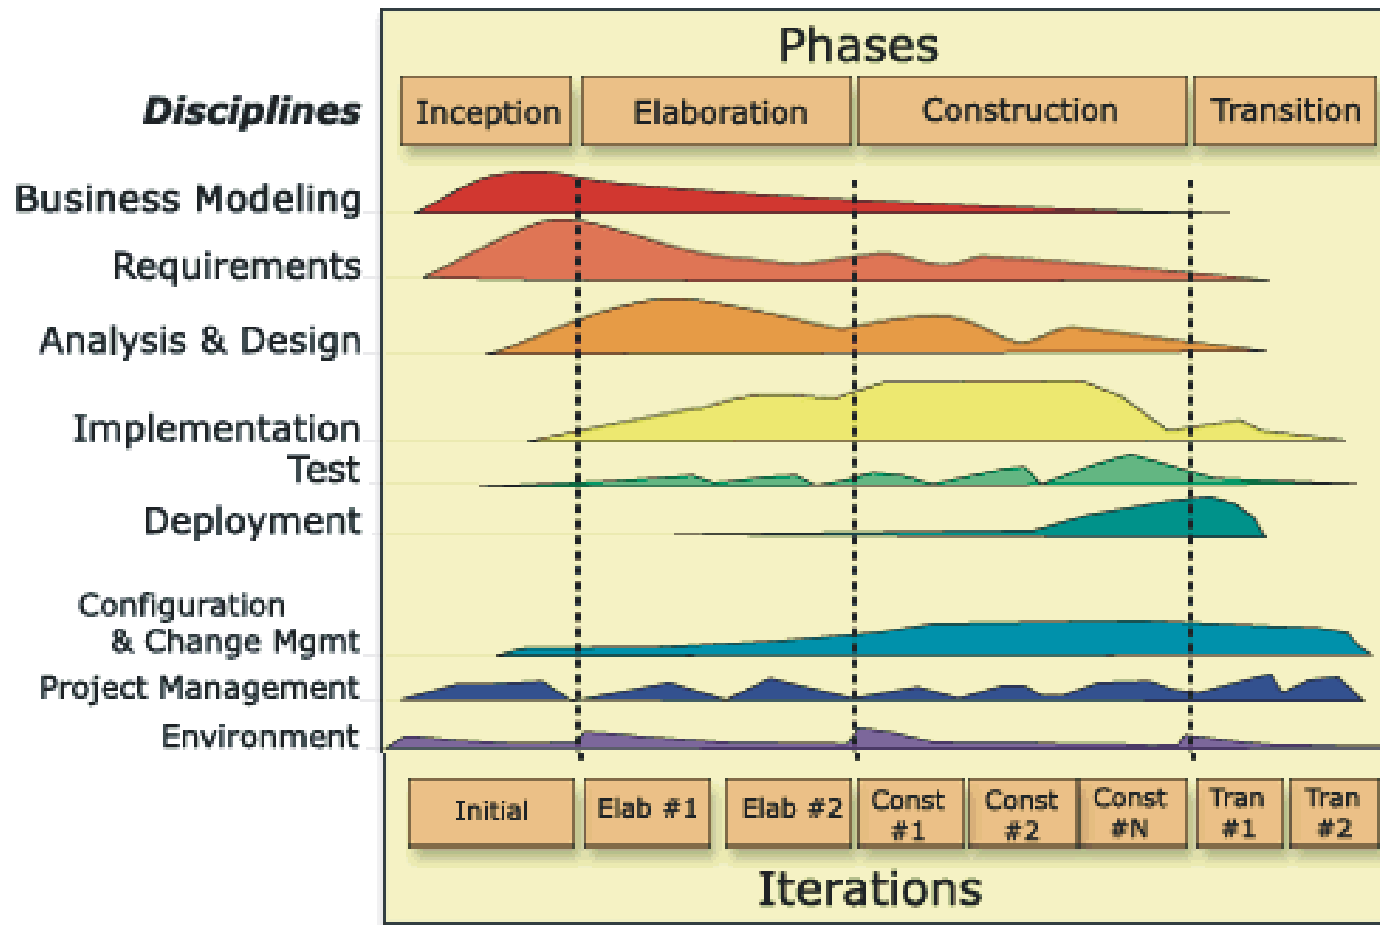 Phases
Disciplines
Inception
Elaboration
Construction
Transition
Business Modeling
Requirements
Analysis & Design
Implementation
Test
Deployment
Configuration
& Change Mgmt
Project Management
Environment
Initial
Elab #1
Elab #2
Const
#1
Const
#2
Const
#N
Tran
#1
Tran
#2
Iterations